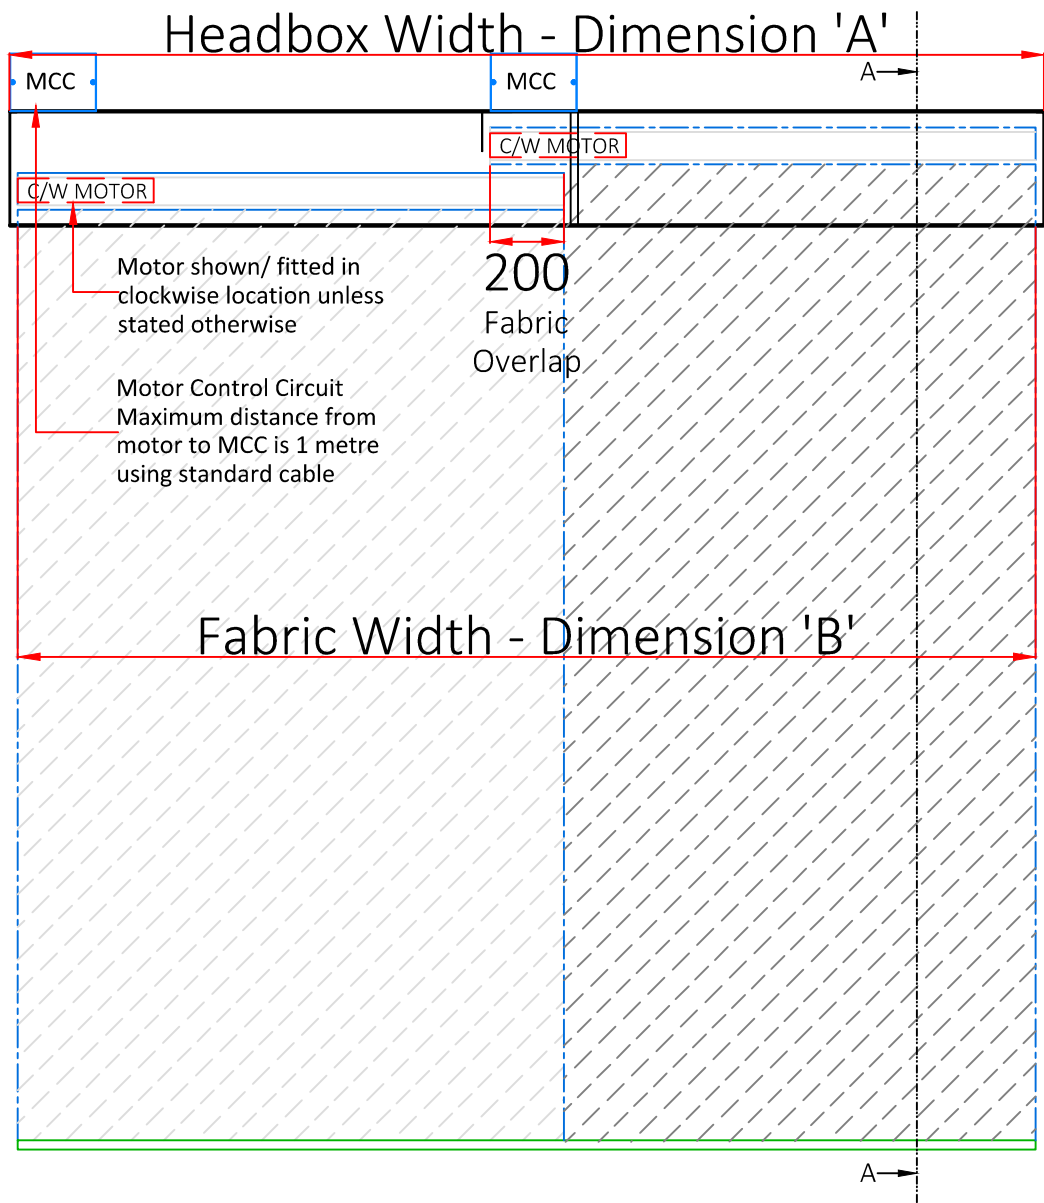 Headbox Width - Dimension 'A'
A
MCC
MCC
C/W MOTOR
C/W MOTOR
Motor shown/ fitted in
clockwise location unless
stated otherwise
200
Fabric
Overlap
Motor Control Circuit
Maximum distance from
motor to MCC is 1 metre
using standard cable
Fabric Width - Dimension 'B'
A